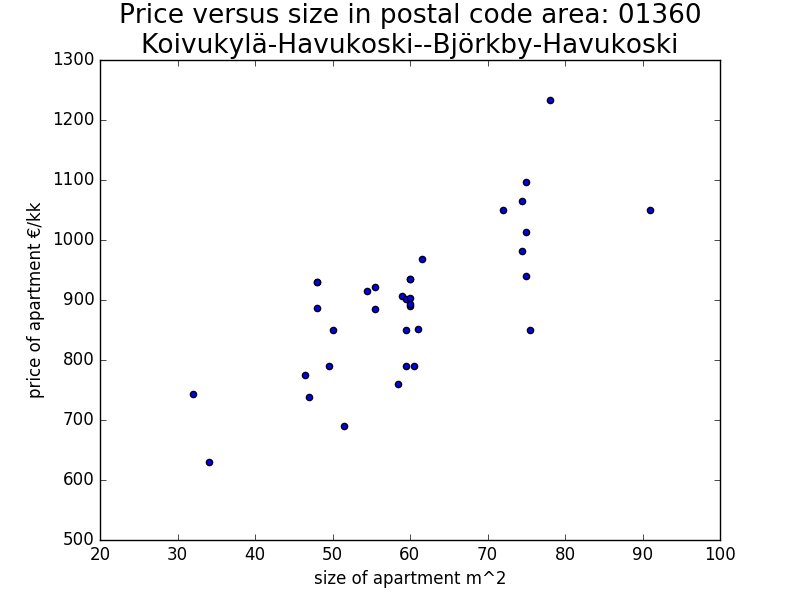 Price versus size in postal code area: 01360
Koivukylä-Havukoski--Björkby-Havukoski
1300
1200
1100
1000
900
800
700
600
500
price of apartment €/kk
20 30 40 50 60 70 80 90 100
size of apartment m^2